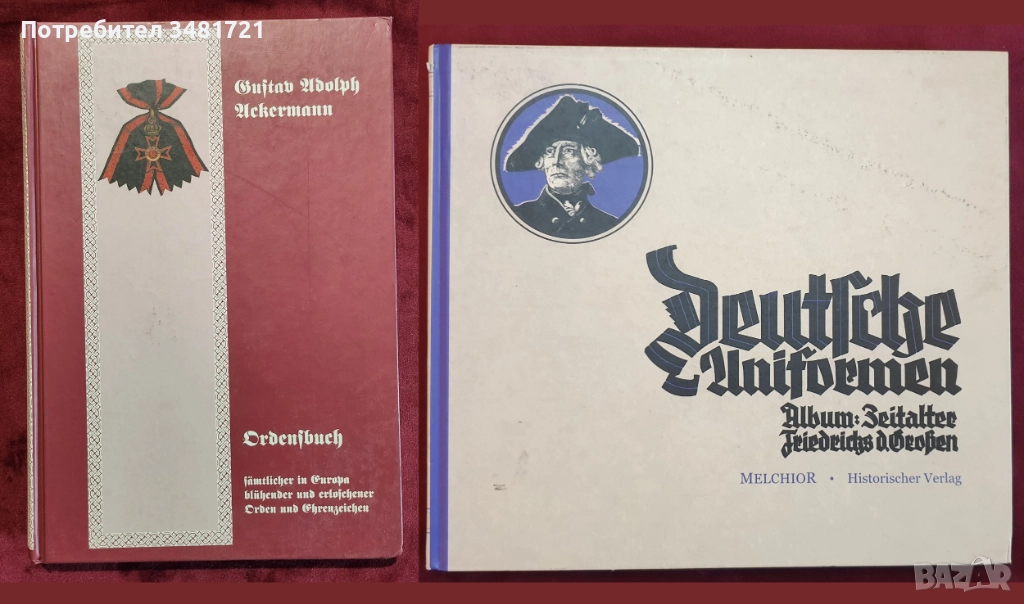 Потребител 3481721
Gustav Adolph
Ackermann
Ordensbuch
sämtlicher in Europa
blühender und erloschener
Orden und Ehrenzeichen
Deutsche
Uniformen
Album: Zeitalter
Friedrichs d. Großen
MELCHIOR • Historischer Verlag
BAZAR